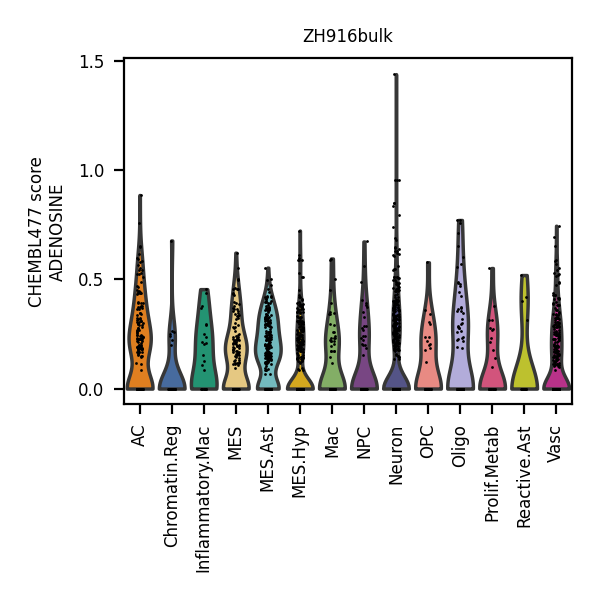 ZH916bulk
CHEMBL477 score
ADENOSINE
1.5
1.0
0.5
0.0
AC
Chromatin.Reg
Inflammatory.Mac
MES
MES.Ast
MES.Hyp
Mac
NPC
Neuron
OPC
Oligo
Prolif.Metab
Reactive.Ast
Vasc